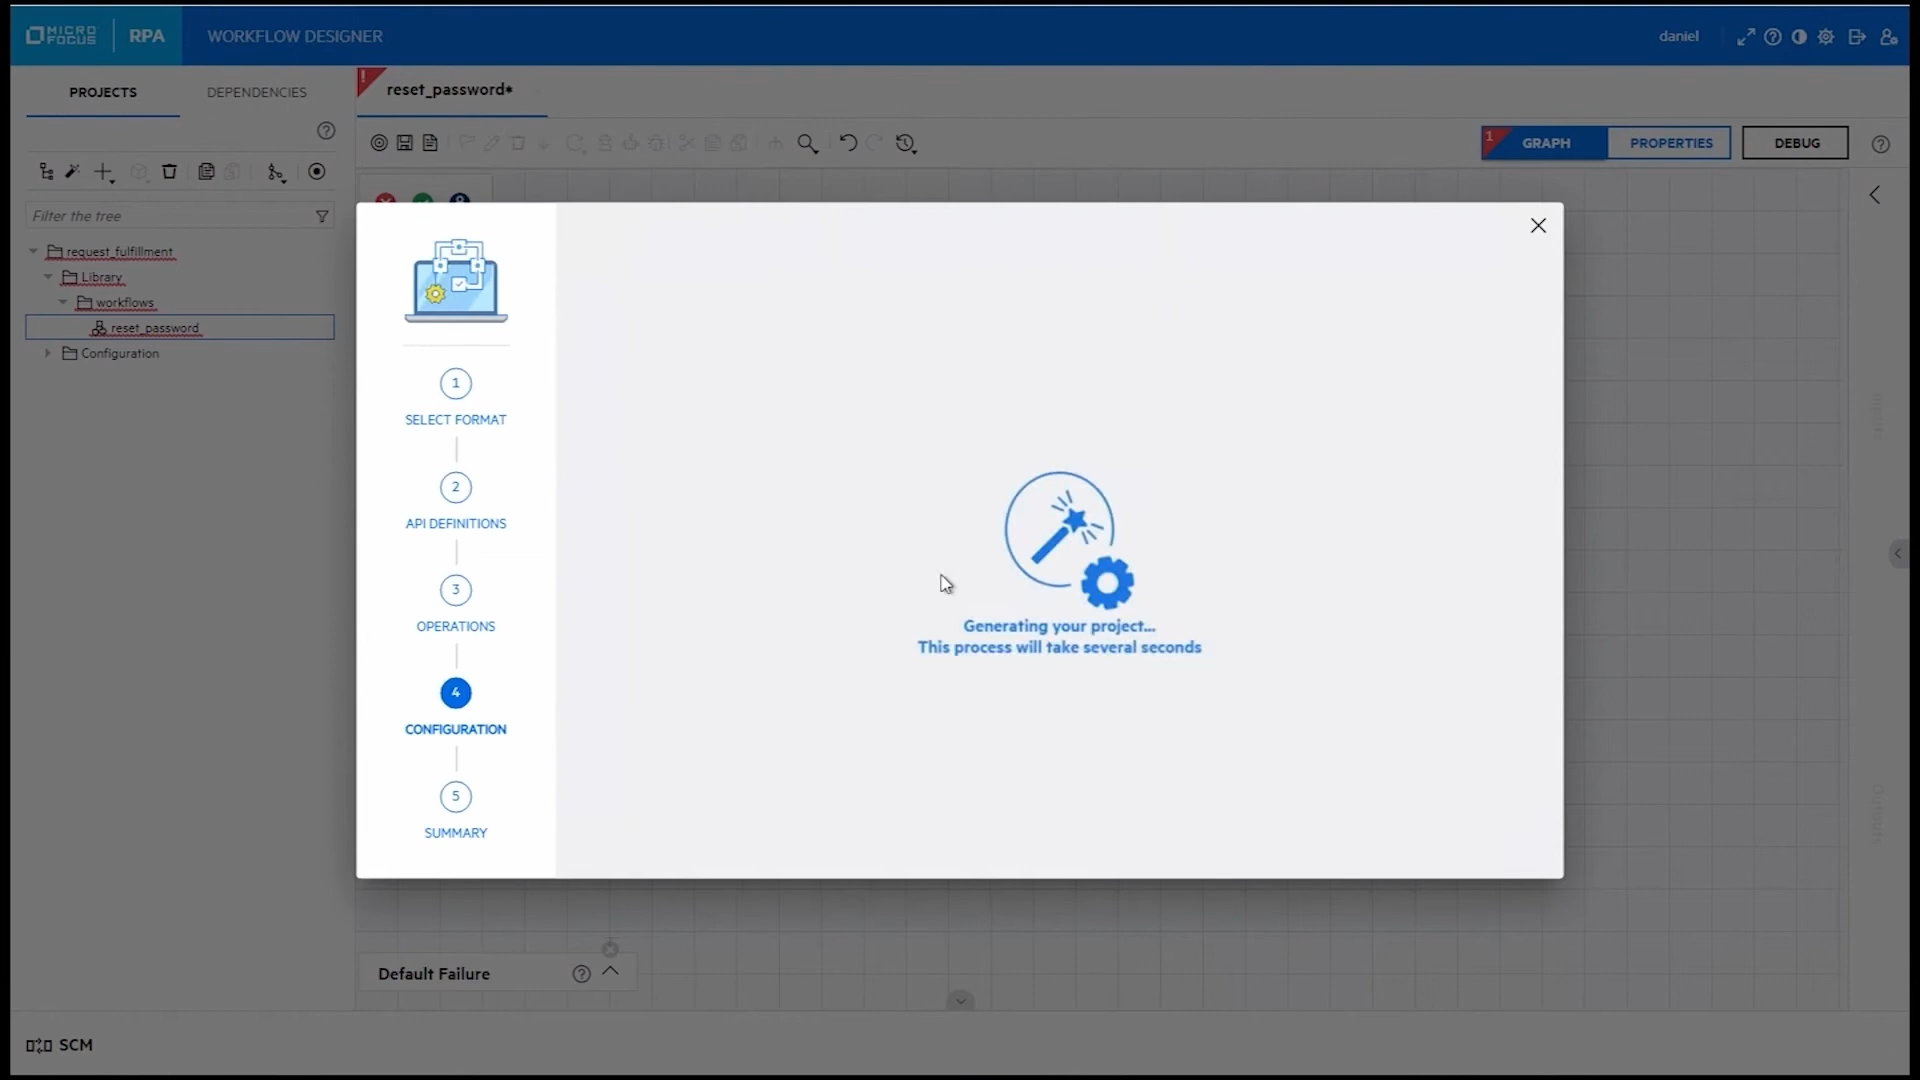 MICRO
FOCUS
RPA
WORKFLOW DESIGNER
daniel
PROJECTS
DEPENDENCIES
reset_password*
1
GRAPH
PROPERTIES
DEBUG
Filter the tree
request_fulfillment
Library
workflows
reset_password
Configuration
1
SELECT FORMAT
2
API DEFINITIONS
3
OPERATIONS
4
CONFIGURATION
5
SUMMARY
Generating your project...
This process will take several seconds
Default Failure
SCM